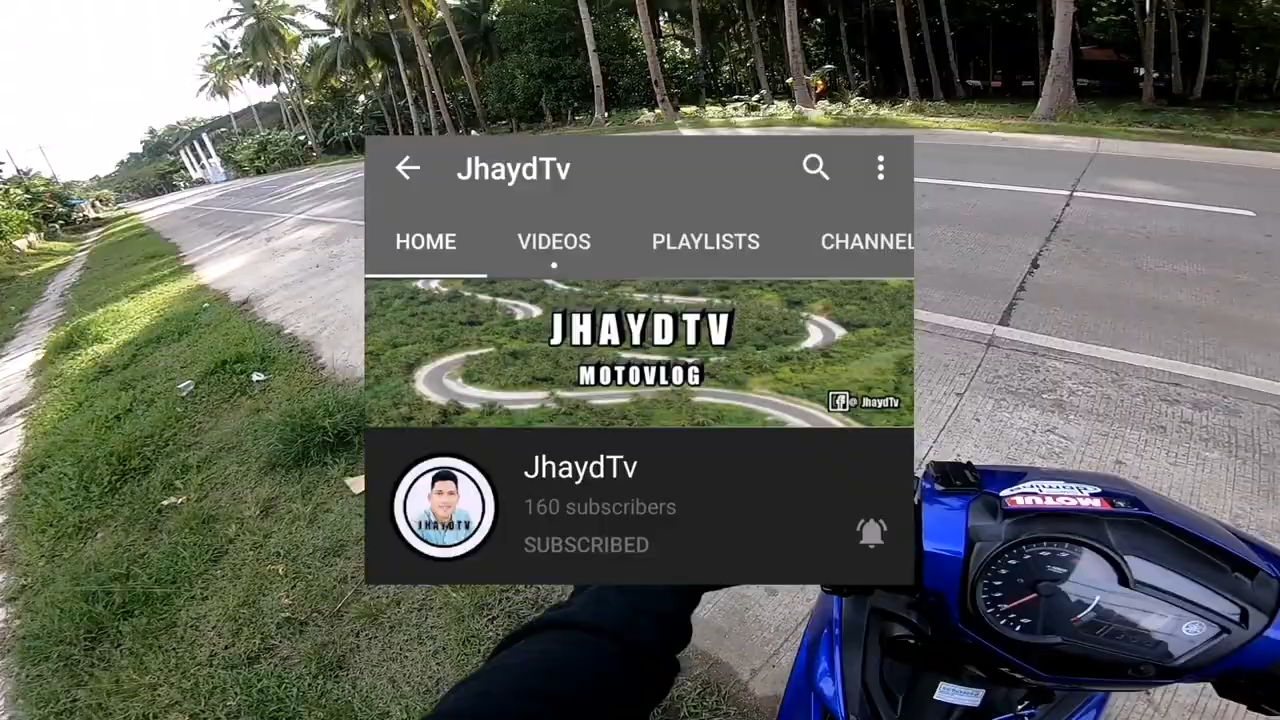 JhaydTv
HOME VIDEOS PLAYLISTS CHANNEL
JHAYDTV
MOTOVLOG
@ JhaydTv
JhaydTv
JHAYDTV
160 subscribers
SUBSCRIBED
MOTUL